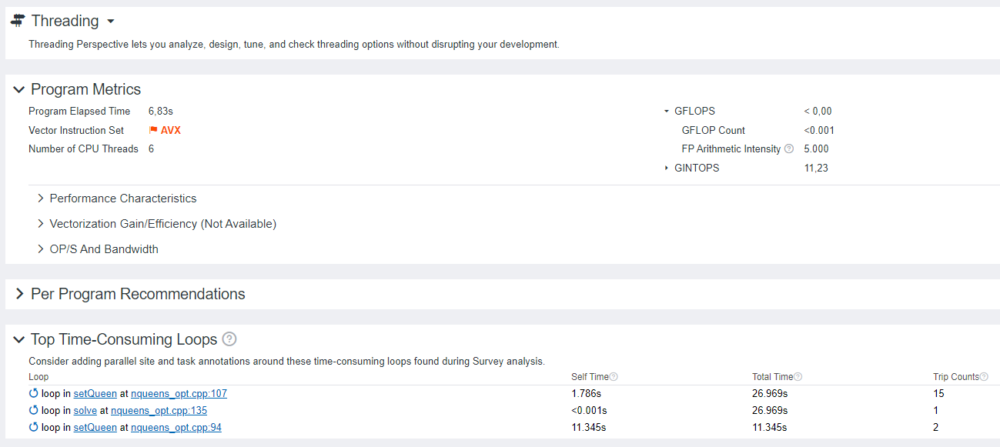 Threading
Threading Perspective lets you analyze, design, tune, and check threading options without disrupting your development.
Program Metrics
Program Elapsed Time 6,83s
Vector Instruction Set AVX
Number of CPU Threads 6
GFLOPS < 0,00
GFLOP Count <0.001
FP Arithmetic Intensity ? 5.000
GINTOPS 11,23
Performance Characteristics
Vectorization Gain/Efficiency (Not Available)
OP/S And Bandwidth
Per Program Recommendations
Top Time-Consuming Loops ?
Consider adding parallel site and task annotations around these time-consuming loops found during Survey analysis.
Loop Self Time? Total Time? Trip Counts?
loop in setQueen at nqueens_opt.cpp:107 1.786s 26.969s 15
loop in solve at nqueens_opt.cpp:135 <0.001s 26.969s 1
loop in setQueen at nqueens_opt.cpp:94 11.345s 11.345s 2